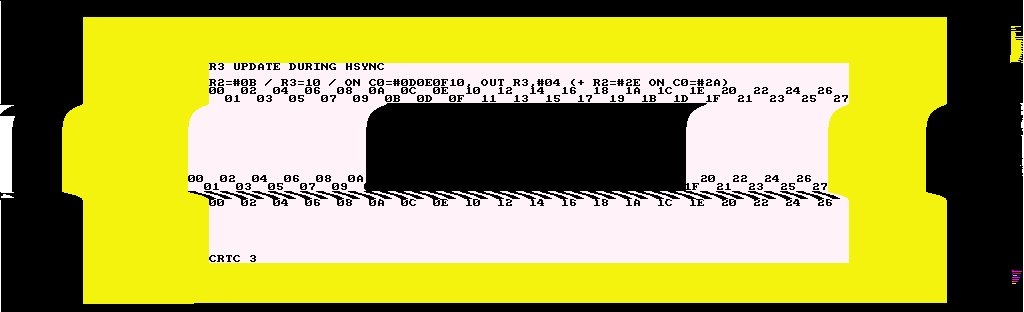 R3 UPDATE DURING HSYNC
R2=#0B / R3=10 / ON C0=#0D0E0F10, OUT R3,#04 (+ R2=#2E ON C0=#2A)
00 02 04 06 08 0A 0C 0E 10 12 14 16 18 1A 1C 1E 20 22 24 26
01 03 05 07 09 0B 0D 0F 11 13 15 17 19 1B 1D 1F 21 23 25 27
00 02 04 06 08 0A 20 22 24 26
01 03 05 07 09 1F 21 23 25 27
00 02 04 06 08 0A 0C 0E 10 12 14 16 18 1A 1C 1E 20 22 24 26
CRTC 3